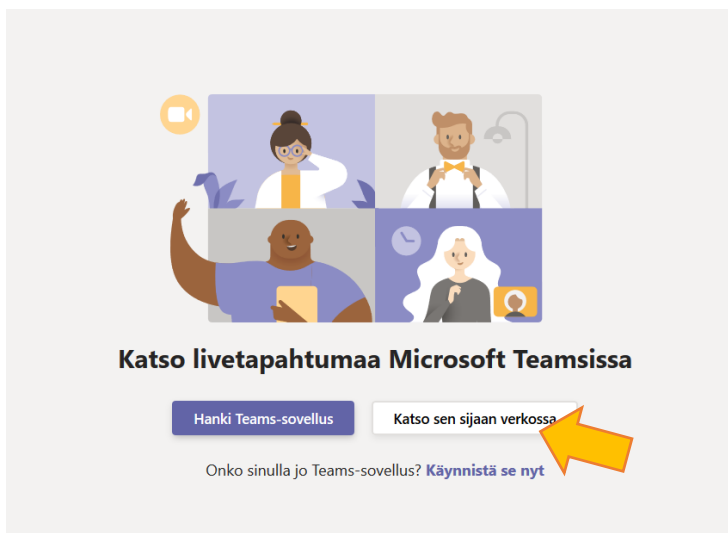 Katso livetapahtumaa Microsoft Teamsissa
Hanki Teams-sovellus
Katso sen sijaan verkossa
Onko sinulla jo Teams-sovellus? Käynnistä se nyt